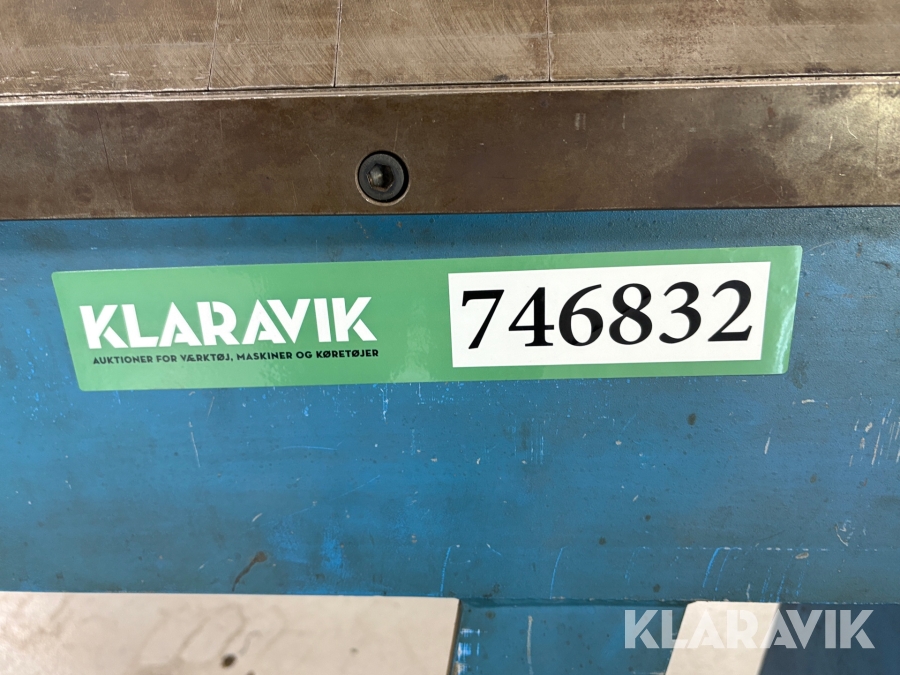 KLARAVIK
AUKTIONER FOR VÆRKTØJ, MASKINER OG KØRETØJER
746832
KLARAVIK